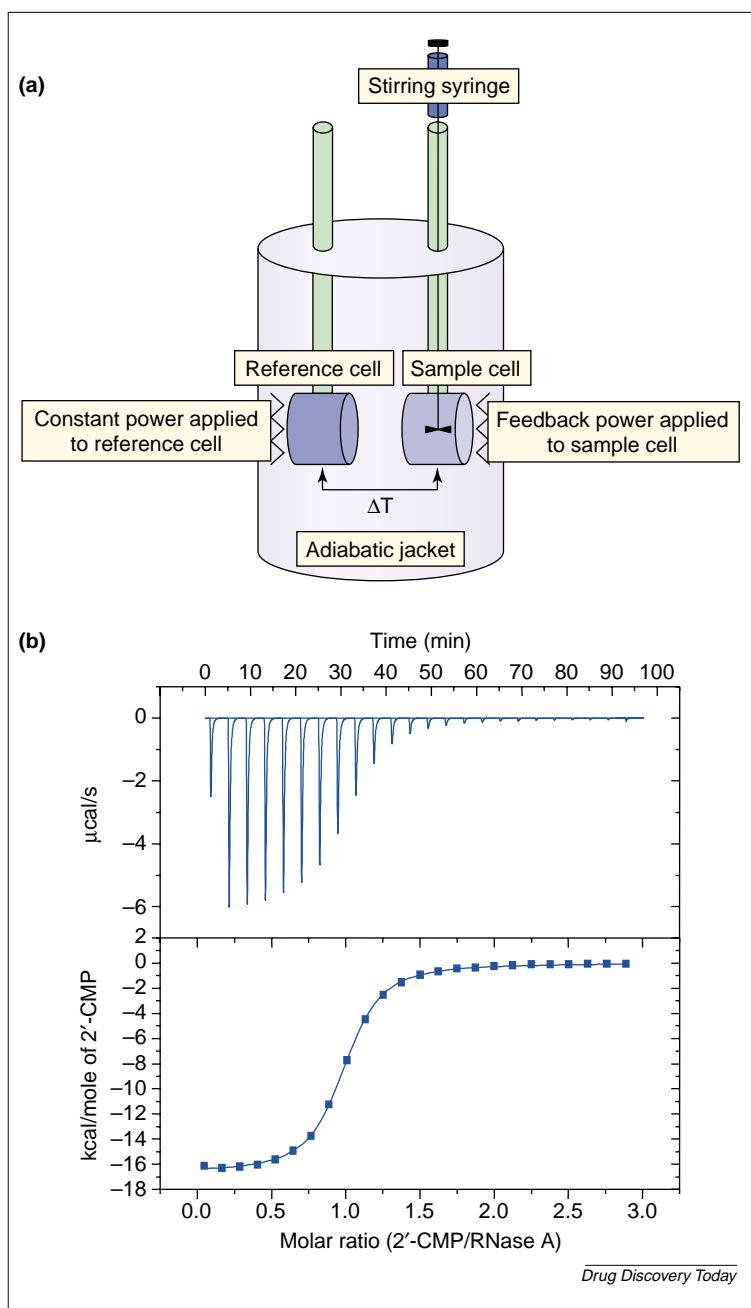 (a)
Stirring syringe
Reference cell
Sample cell
Constant power applied
to reference cell
Feedback power applied
to sample cell
ΔT
Adiabatic jacket
(b)
Time (min)
0 10 20 30 40 50 60 70 80 90 100
0
–2
–4
–6
2
µcal/s
0
–2
–4
–6
–8
–10
–12
–14
–16
–18
kcal/mole of 2′-CMP
0.0 0.5 1.0 1.5 2.0 2.5 3.0
Molar ratio (2′-CMP/RNase A)
Drug Discovery Today